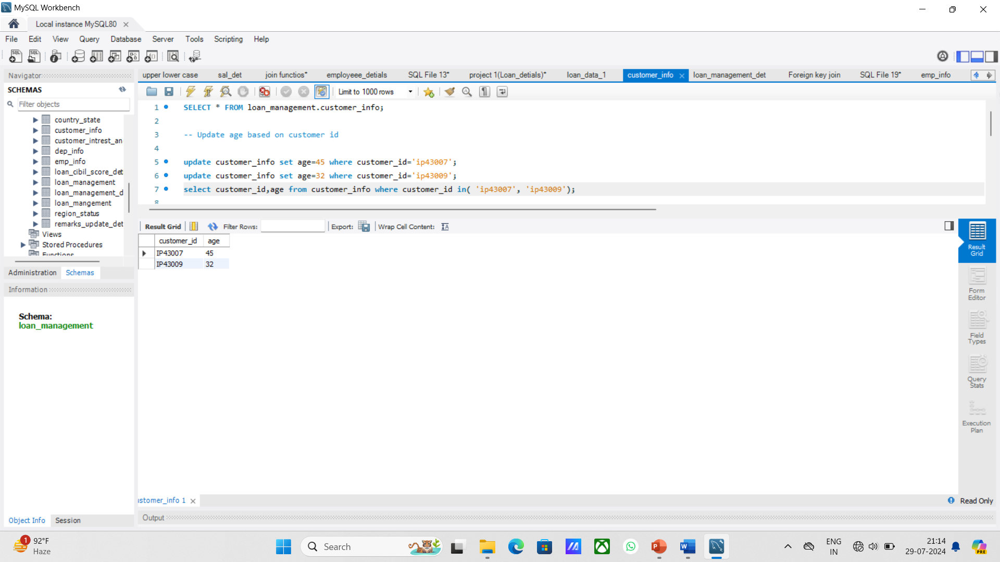 MySQL Workbench
Local instance MySQL80
File Edit View Query Database Server Tools Scripting Help
Navigator
SCHEMAS
Filter objects
country_state
customer_info
customer_intrest_an
dep_info
emp_info
loan_cibil_score_det
loan_management
loan_management_d
loan_mangement
region_status
remarks_update_det
Views
Stored Procedures
Functions
Administration Schemas
Information
Schema:
loan_management
Object Info Session
upper lower case sal_det join functios* employeee_detials SQL File 13* project 1(Loan_detials)* loan_data_1 customer_info loan_management_det Foreign key join SQL File 19* emp_info
Limit to 1000 rows
1 SELECT * FROM loan_management.customer_info;
2
3 -- Update age based on customer id
4
5 update customer_info set age=45 where customer_id='ip43007';
6 update customer_info set age=32 where customer_id='ip43009';
7 select customer_id,age from customer_info where customer_id in( 'ip43007', 'ip43009');
8
Result Grid Filter Rows: Export: Wrap Cell Content:
customer_id age
IP43007 45
IP43009 32
Result
Grid
Form
Editor
Field
Types
Query
Stats
Execution
Plan
ustomer_info 1
Read Only
Output
1
92°F
Haze
Search
ENG
IN
21:14
29-07-2024
PRE